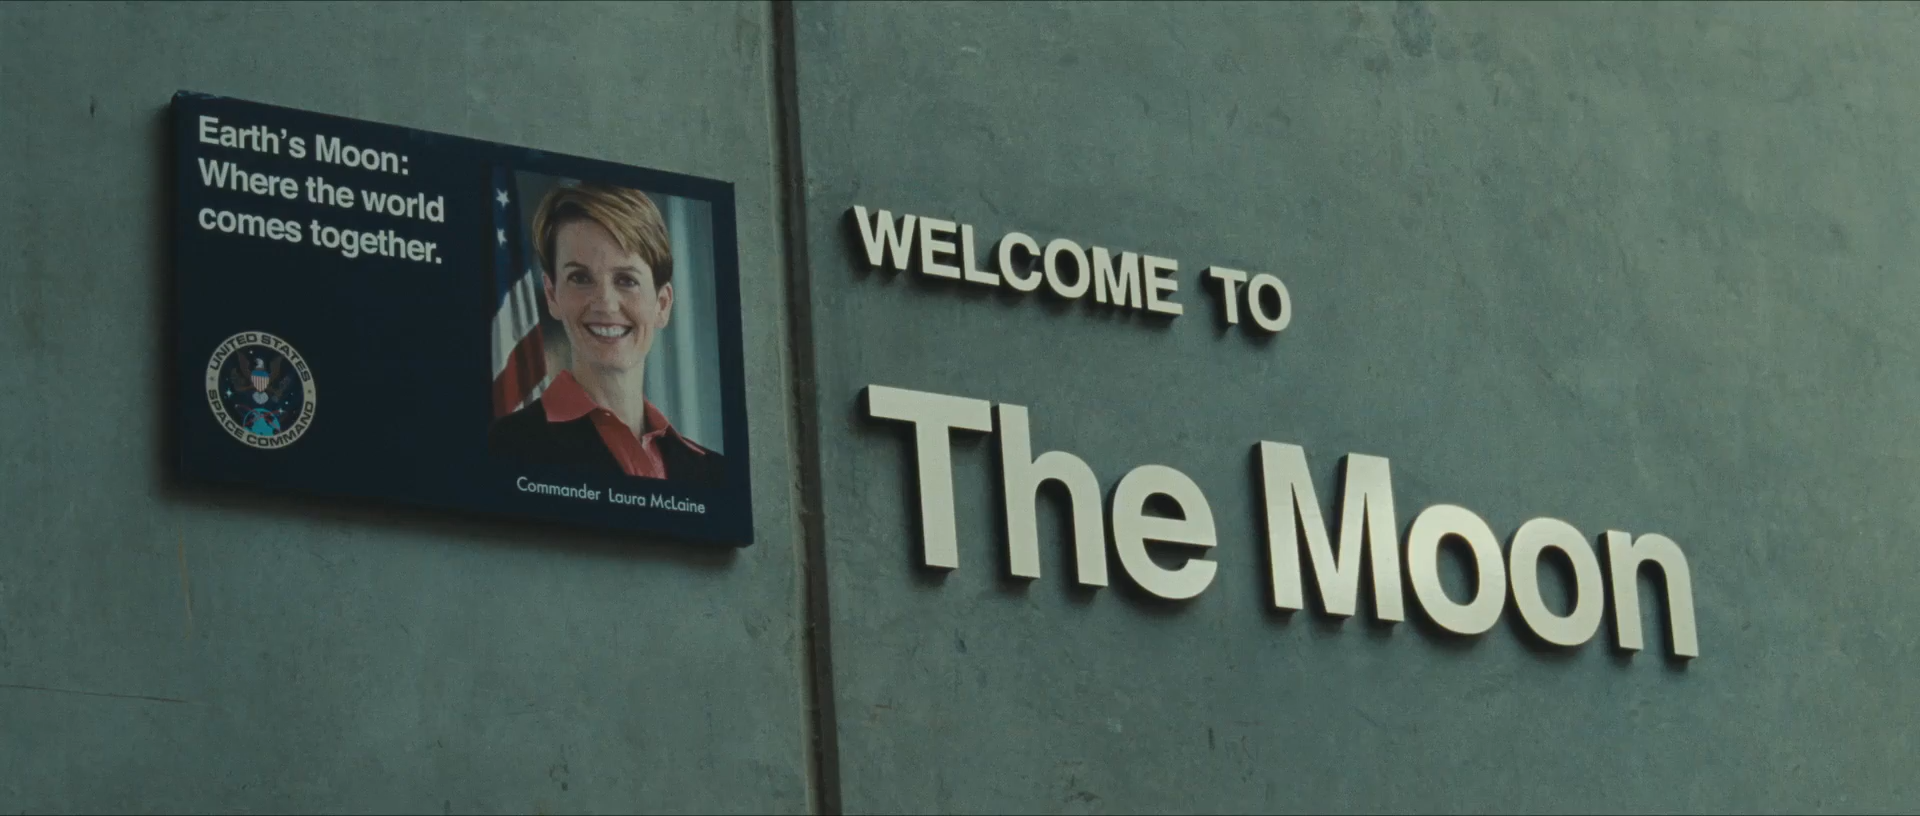 Earth's Moon:
Where the world
comes together.
UNITED STATES
SPACE COMMAND
Commander Laura McLaine
WELCOME TO
The Moon